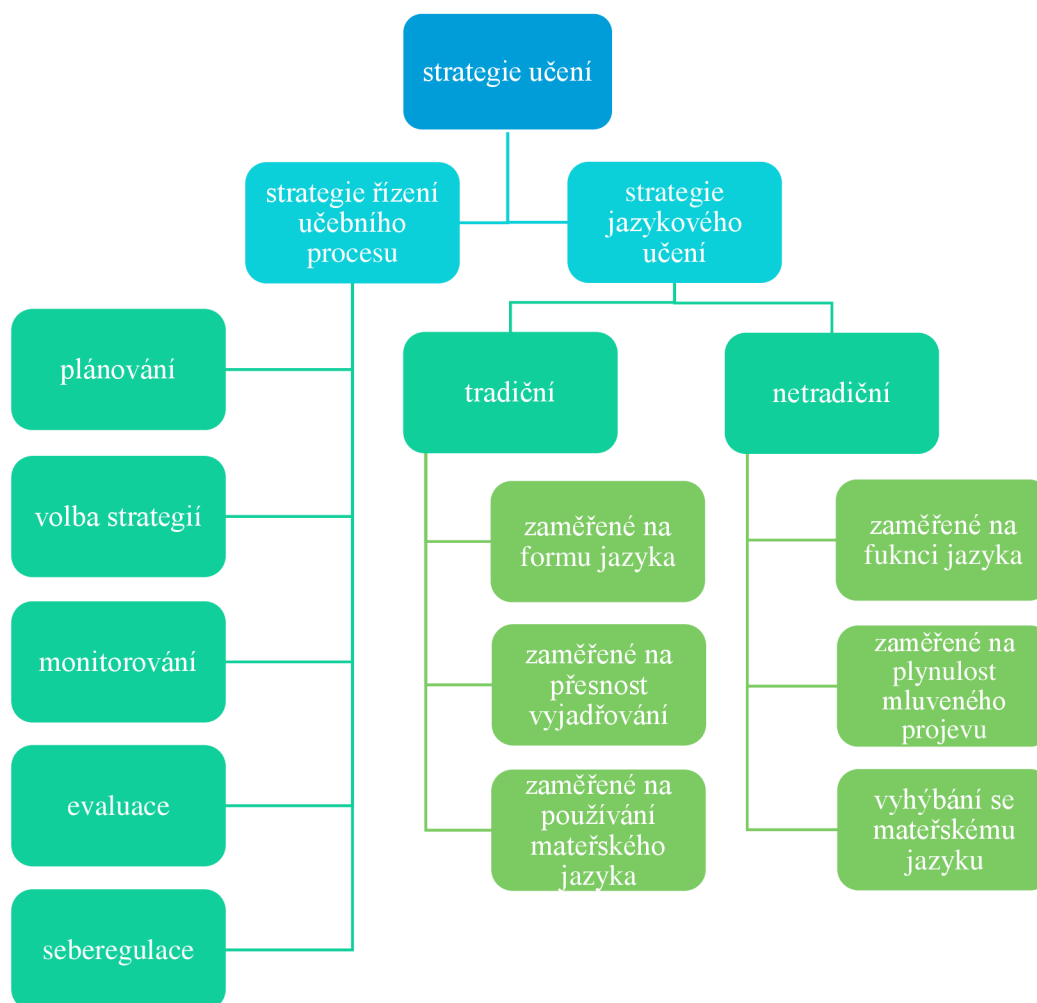 strategie učení
strategie řízení
učebního
procesu
strategie
jazykového
učení
plánování
volba strategií
monitorování
evaluace
seberegulace
tradiční
zaměřené na
formu jazyka
zaměřené na
přesnost
vyjadřování
zaměřené na
používání
mateřského
jazyka
netradiční
zaměřené na
fuknci jazyka
zaměřené na
plynulost
mluveného
projevu
vyhýbání se
mateřskému
jazyku